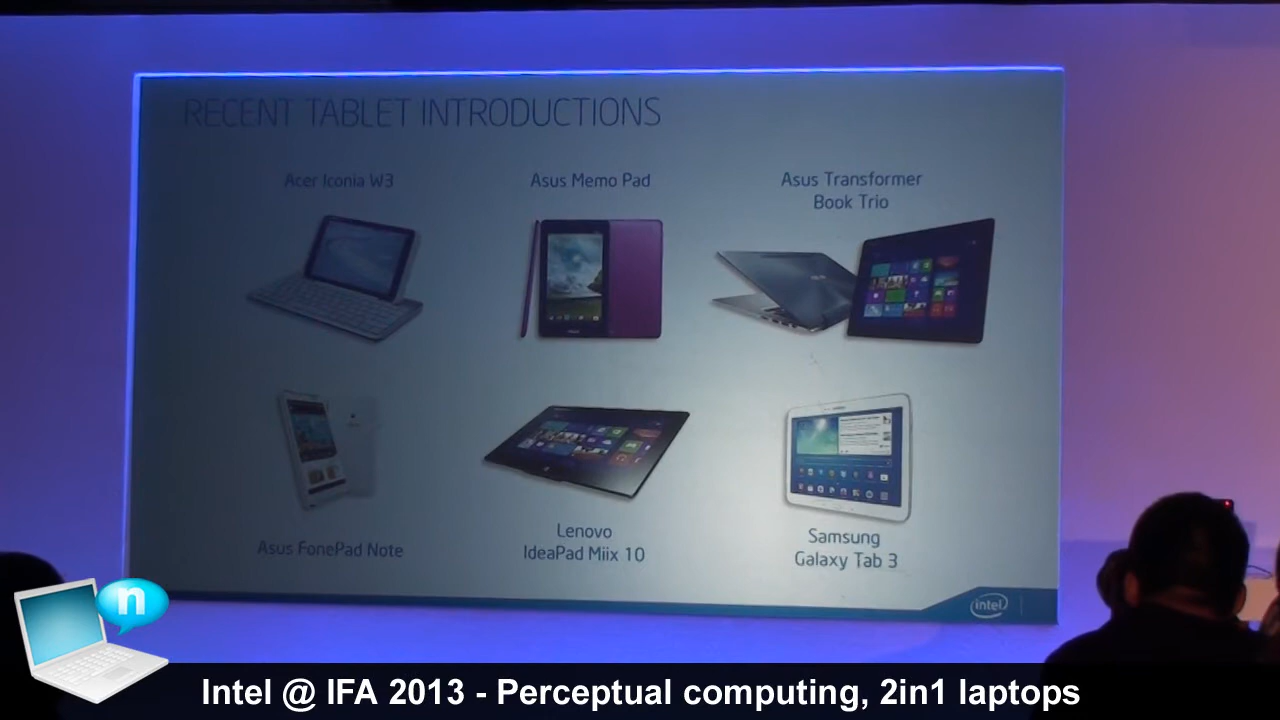 RECENT TABLET INTRODUCTIONS
Acer Iconia W3
Asus Memo Pad
Asus Transformer
Book Trio
Asus FonePad Note
Lenovo
IdeaPad Miix 10
Samsung
Galaxy Tab 3
intel
n
Intel @ IFA 2013 - Perceptual computing, 2in1 laptops